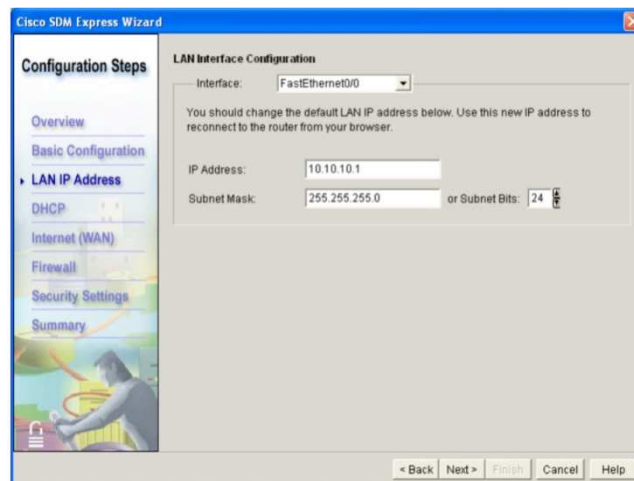 Cisco SDM Express Wizard
Configuration Steps
Overview
Basic Configuration
LAN IP Address
DHCP
Internet (WAN)
Firewall
Security Settings
Summary
LAN Interface Configuration
Interface: FastEthernet0/0
You should change the default LAN IP address below. Use this new IP address to
reconnect to the router from your browser.
IP Address: 10.10.10.1
Subnet Mask: 255.255.255.0 or Subnet Bits: 24
< Back Next > Finish Cancel Help